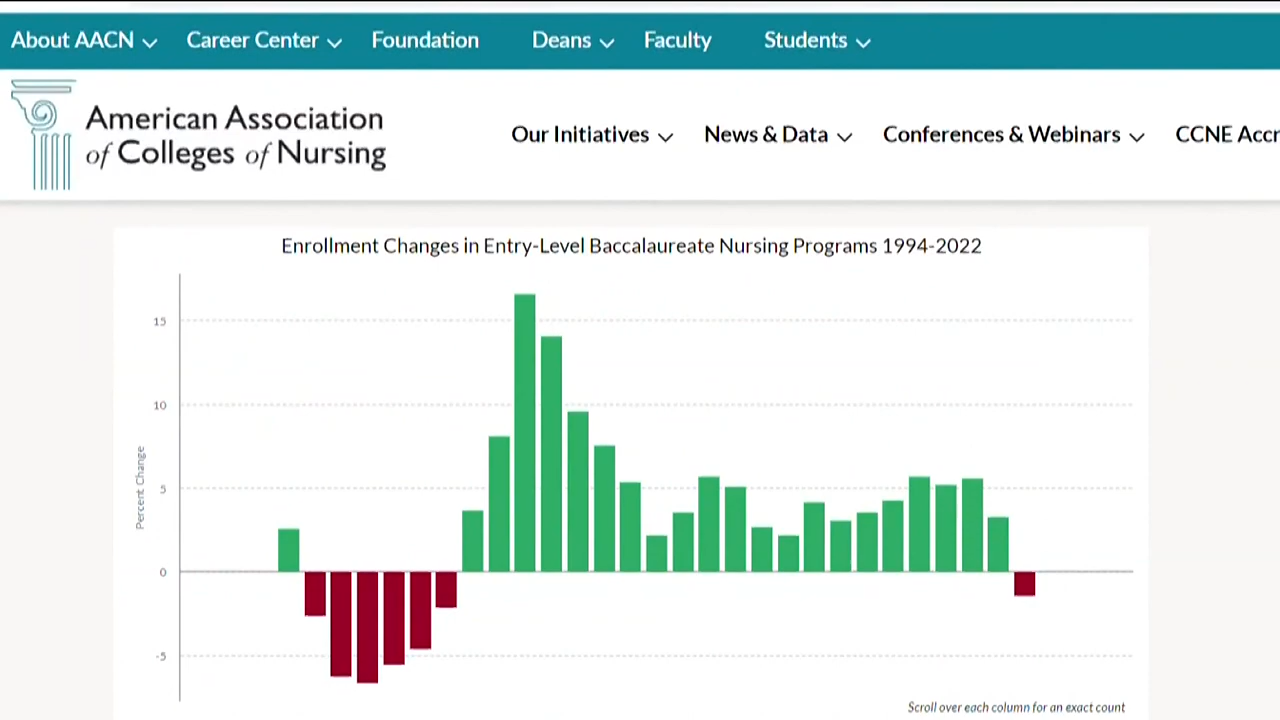 About AACN Career Center Foundation Deans Faculty Students
American Association
of Colleges of Nursing
Our Initiatives News & Data Conferences & Webinars CCNE Accr
Enrollment Changes in Entry-Level Baccalaureate Nursing Programs 1994-2022
15
10
5
0
-5
Percent Change
Scroll over each column for an exact count